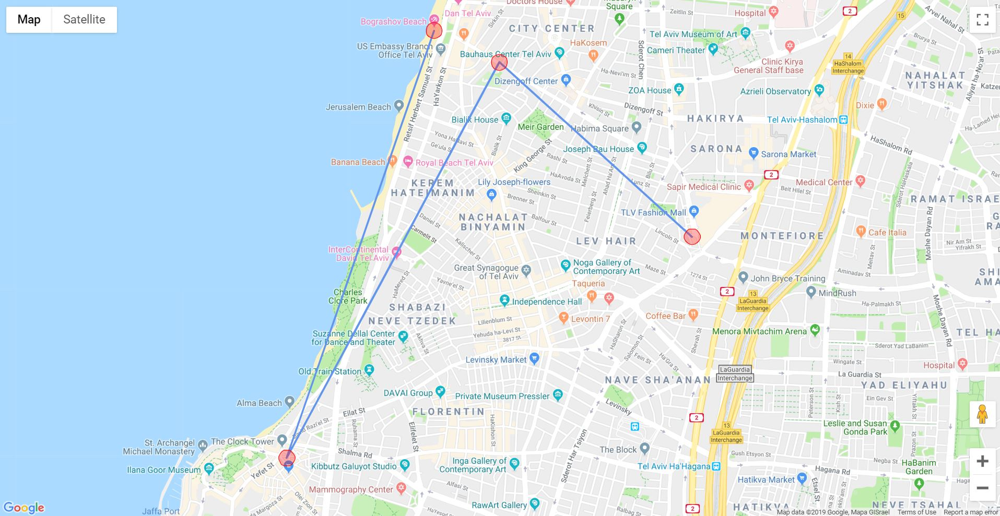 Map
Satellite
Doctors House
Square
Zeitlin St
Hospital
2
15
Arvei Nahal St
Dan Tel Aviv
Bograshov Beach
Sirkin St
CITY CENTER
Tel Aviv Museum of Art
Bruria St
HaKosem
US Embassy Branch
Office Tel Aviv
Bauhaus Center Tel Aviv
Cameri Theater
Sderot Chen
14
HaShalom
Interchange
Clinic Kirya
General Staff base
Ha-Nevi'im St
NAHALAT
YITSHAK
Aliyat ha-No'ar St
Katzer
Dizengoff Center
ZOA House
Azrieli Observatory
Retsif Herbert Samuel St
HaYarkon St
Jerusalem Beach
Khisin St
Dizengoff St
Dixie
Bialik House
Meir Garden
Habima Square
HAKIRYA
Tel Aviv-Hashalom
Ha-Lamed Hei
Yona HaNavi St
Ge'ula St
Bialik St
HaShalom Rd
King George St
Joseph Bau House
SARONA
Sarona Market
Rashi St
Banana Beach
Royal Beach Tel Aviv
Melchett St
Ahad Ha'Am St
Bilu St
Sderot HaHaskala
KEREM
HATEIMANIM
Lily Joseph-flowers
HaAvoda St
Lunz St
Sapir Medical Clinic
2
Medical Center
Beit Hilel St
Sheinkin St
Brenner St
Feierberg St
RAMAT ISRAE
NACHALAT
BINYAMIN
Daniel St
Balfour St
TLV Fashion Mall
Moshe Dayan Rd
Carmelit St
Lincoln St
MONTEFIORE
Cafe Italia
LEV HAIR
Kalischer St
Nir Am St
Yifrakh St
InterContinental
David Tel Aviv
Meitav St
Great Synagogue
of Tel Aviv
Noga Gallery of
Contemporary Art
Maze St
1274 St
Aminadav St
John Bryce Training
HaMered St
Yavne'el St
Taqueria
2
13
LaGuardia
Interchange
MindRush
Charles
Clore Park
Independence Hall
Ha-Palmakh St
SHABAZI
NEVE TZEDEK
Lilienblum St
Levontin 7
Coffee Bar
Moshe Dayan Rd
Suzanne Dellal Center
for Dance and Theater
Yehuda ha-Levi St
3817 St
Akhva St
HaSharon St
Shevah St
Menora Mivtachim Arena
TEL HA
Salomon St
Fein St
HaGra St
Sderot Yad LaBanim
Levinsky Market
Wingate St
Hospital
Old Train Station
LaGuardia
Interchange
La Guardia St
NAVE SHA'ANAN
YAD ELIYAHU
DAVAI Group
Private Museum Pressler
Alma Beach
Levinsky
Peterson St
Kish St
Ein Gev St
Yiftakh St
Eilat St
FLORENTIN
2
David Razi'el St
Ruhama St
Elifelet St
HaKishon St
13
LaGuardia
Interchange
Leslie and Susan
Gonda Park
The Clock Tower
St. Archangel
Michael Monastery
Shalma Rd
Sderot Har Tsiyon
The Block
Gush Etsyon St
Prazon St
Negba St
Yefet St
Kibbutz Galuyot Studio
Inga Gallery of
Contemporary Art
Tel Aviv Ha'Hagana
HaBanim
Garden
Hagana Rd
Ilana Goor Museum
Hatikva Market
Haga
Alfasi St
Etsel St
Mammography Center
Olei Zion St
RawArt Gallery
HaYesod
Ralbag St
2
HATIKVA
NEVE TSAHAL
Margoza St
Jaffa Port
Google
Map data ©2019 Google, Mapa GISrael
Terms of Use
Report a map error